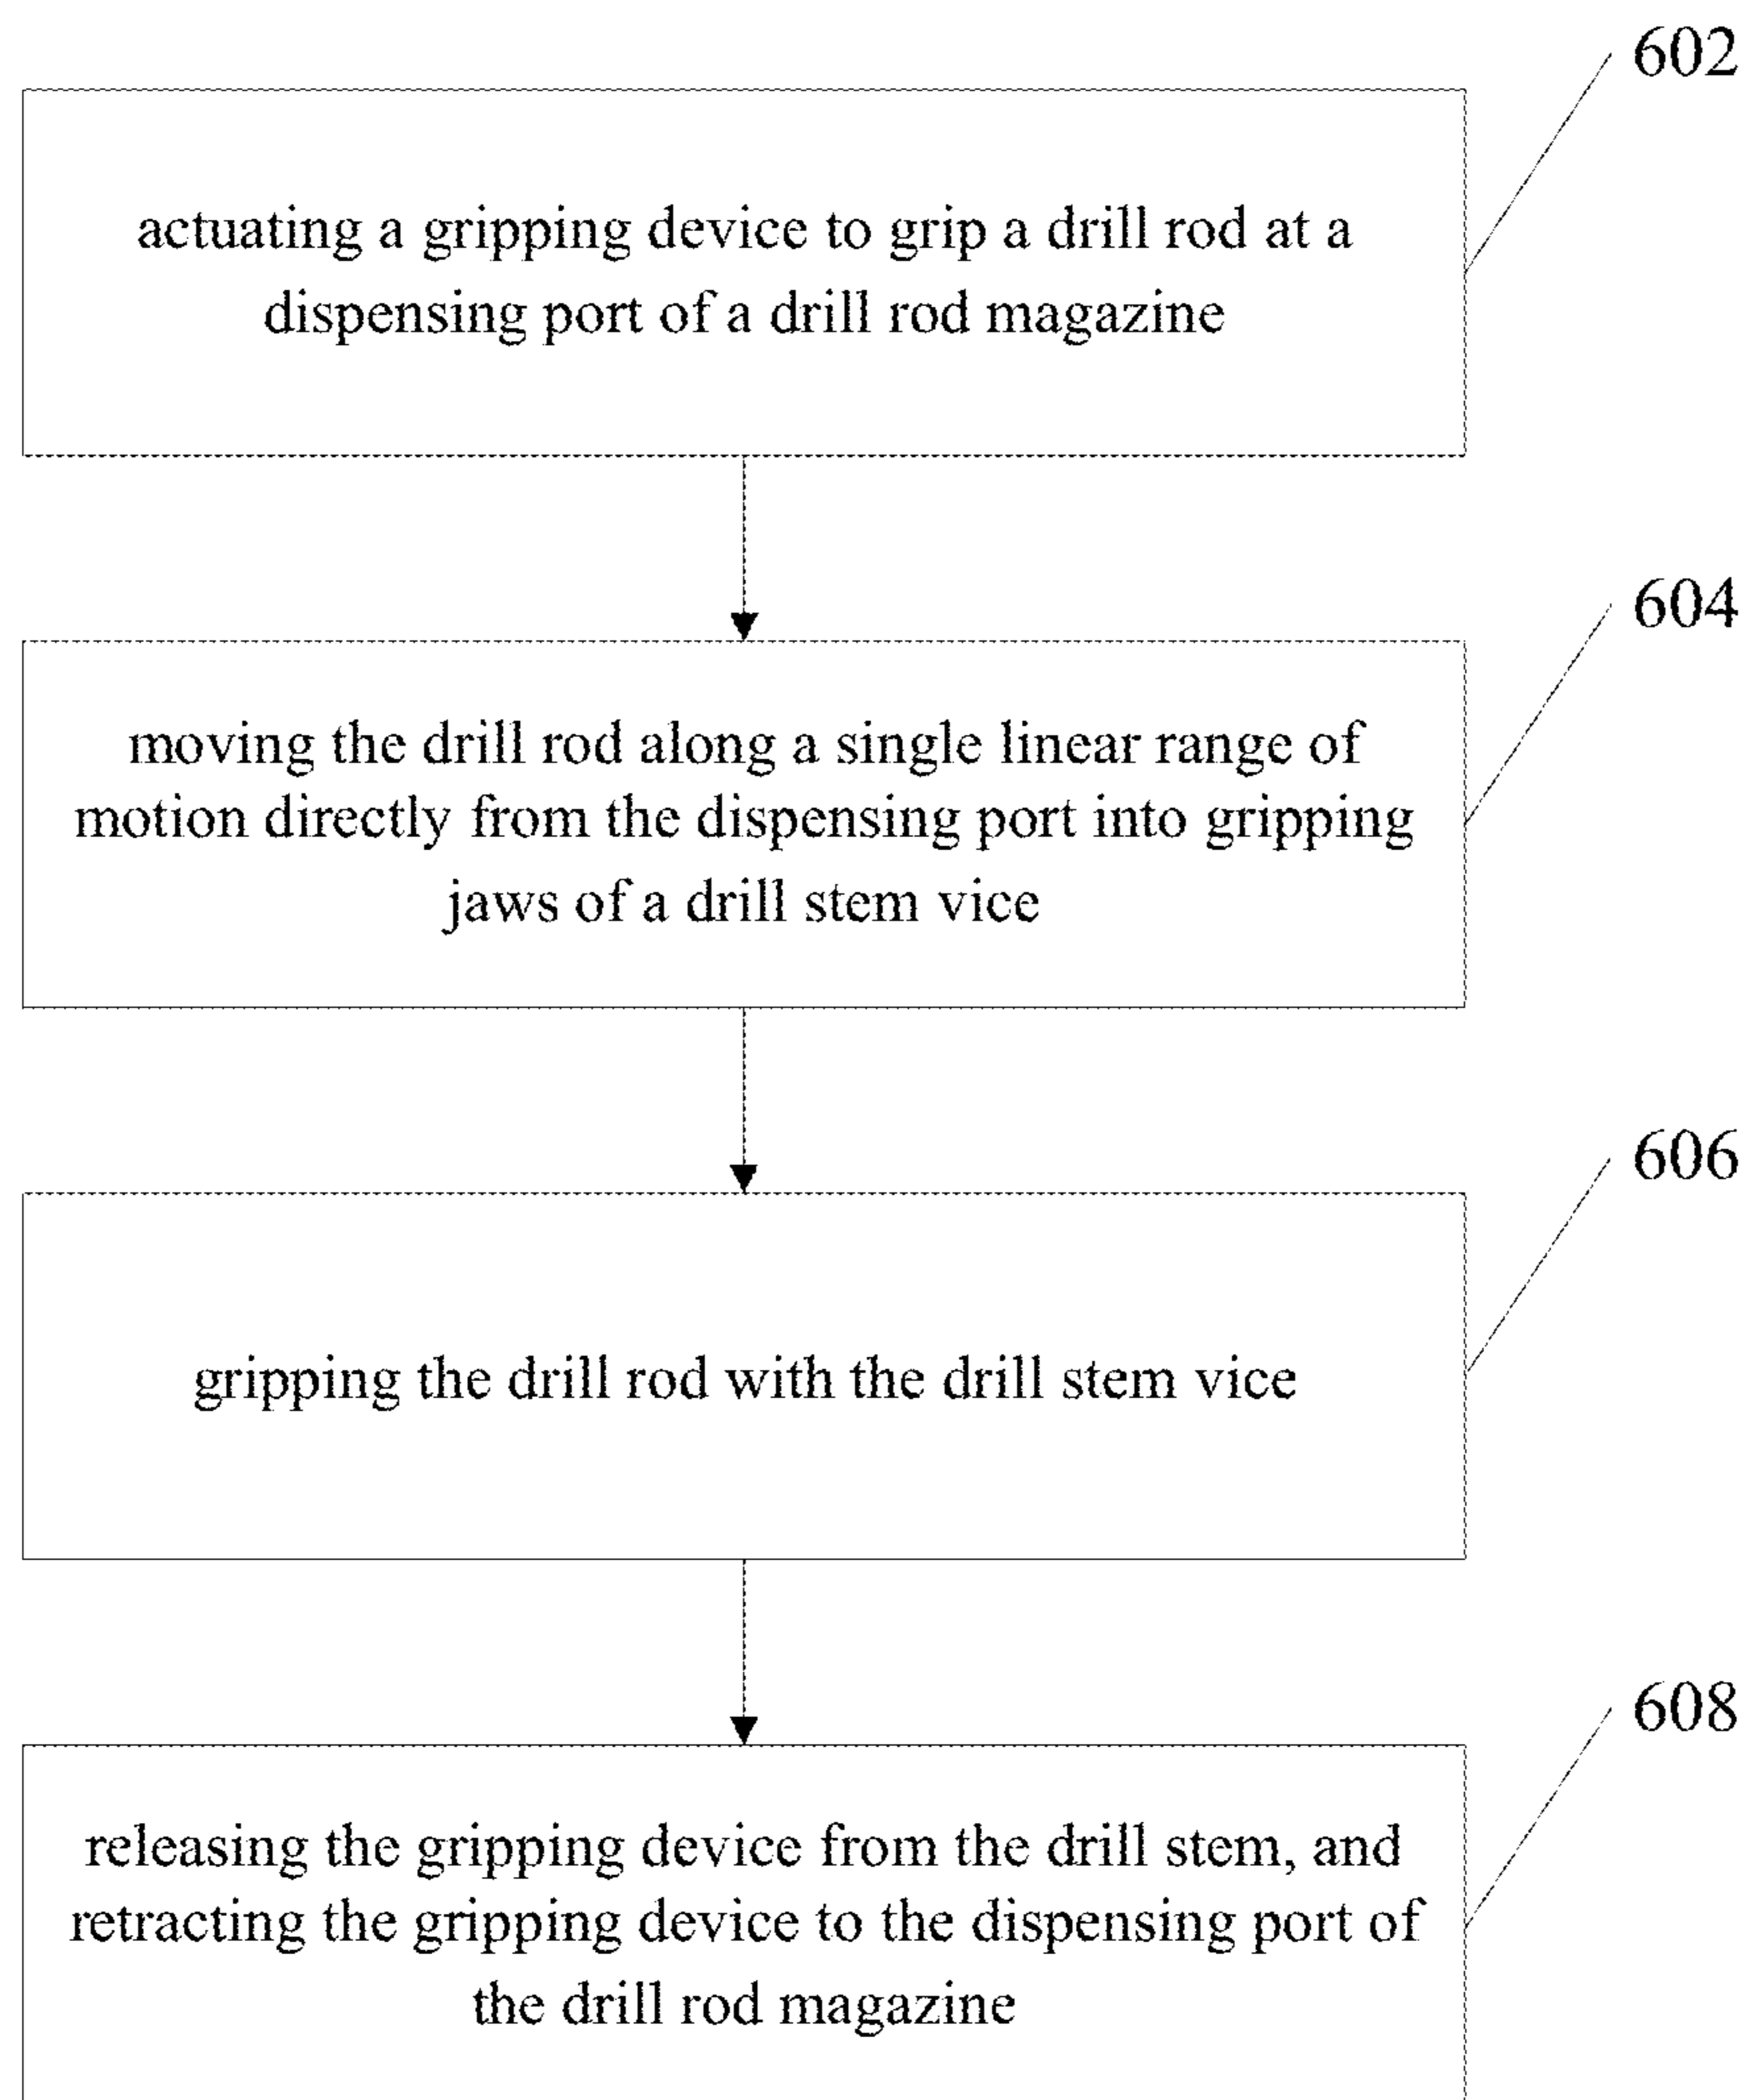 602
actuating a gripping device to grip a drill rod at a
dispensing port of a drill rod magazine
604
moving the drill rod along a single linear range of
motion directly from the dispensing port into gripping
jaws of a drill stem vice
606
gripping the drill rod with the drill stem vice
608
releasing the gripping device from the drill stem, and
retracting the gripping device to the dispensing port of
the drill rod magazine